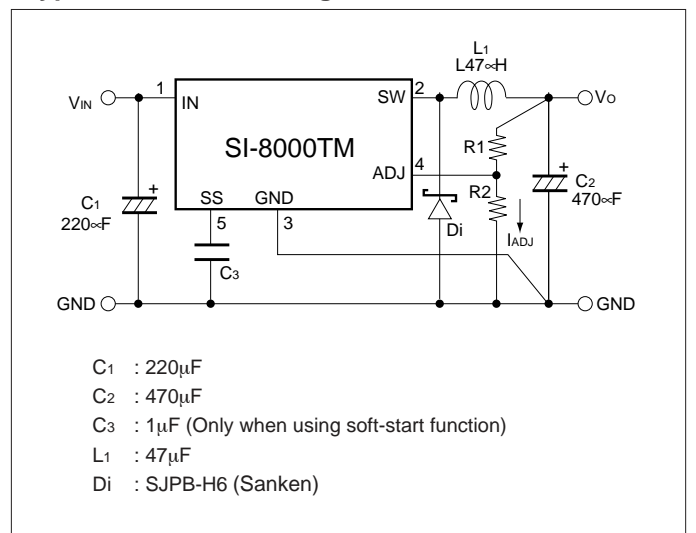 L1
L47∝H
VIN
1
IN
SW
2
Vo
SI-8000TM
R1
ADJ
4
C1
220∝F
+
SS
GND
R2
C2
470∝F
+
5
3
IADJ
Di
C3
GND
GND
C1 : 220μF
C2 : 470μF
C3 : 1μF (Only when using soft-start function)
L1 : 47μF
Di : SJPB-H6 (Sanken)